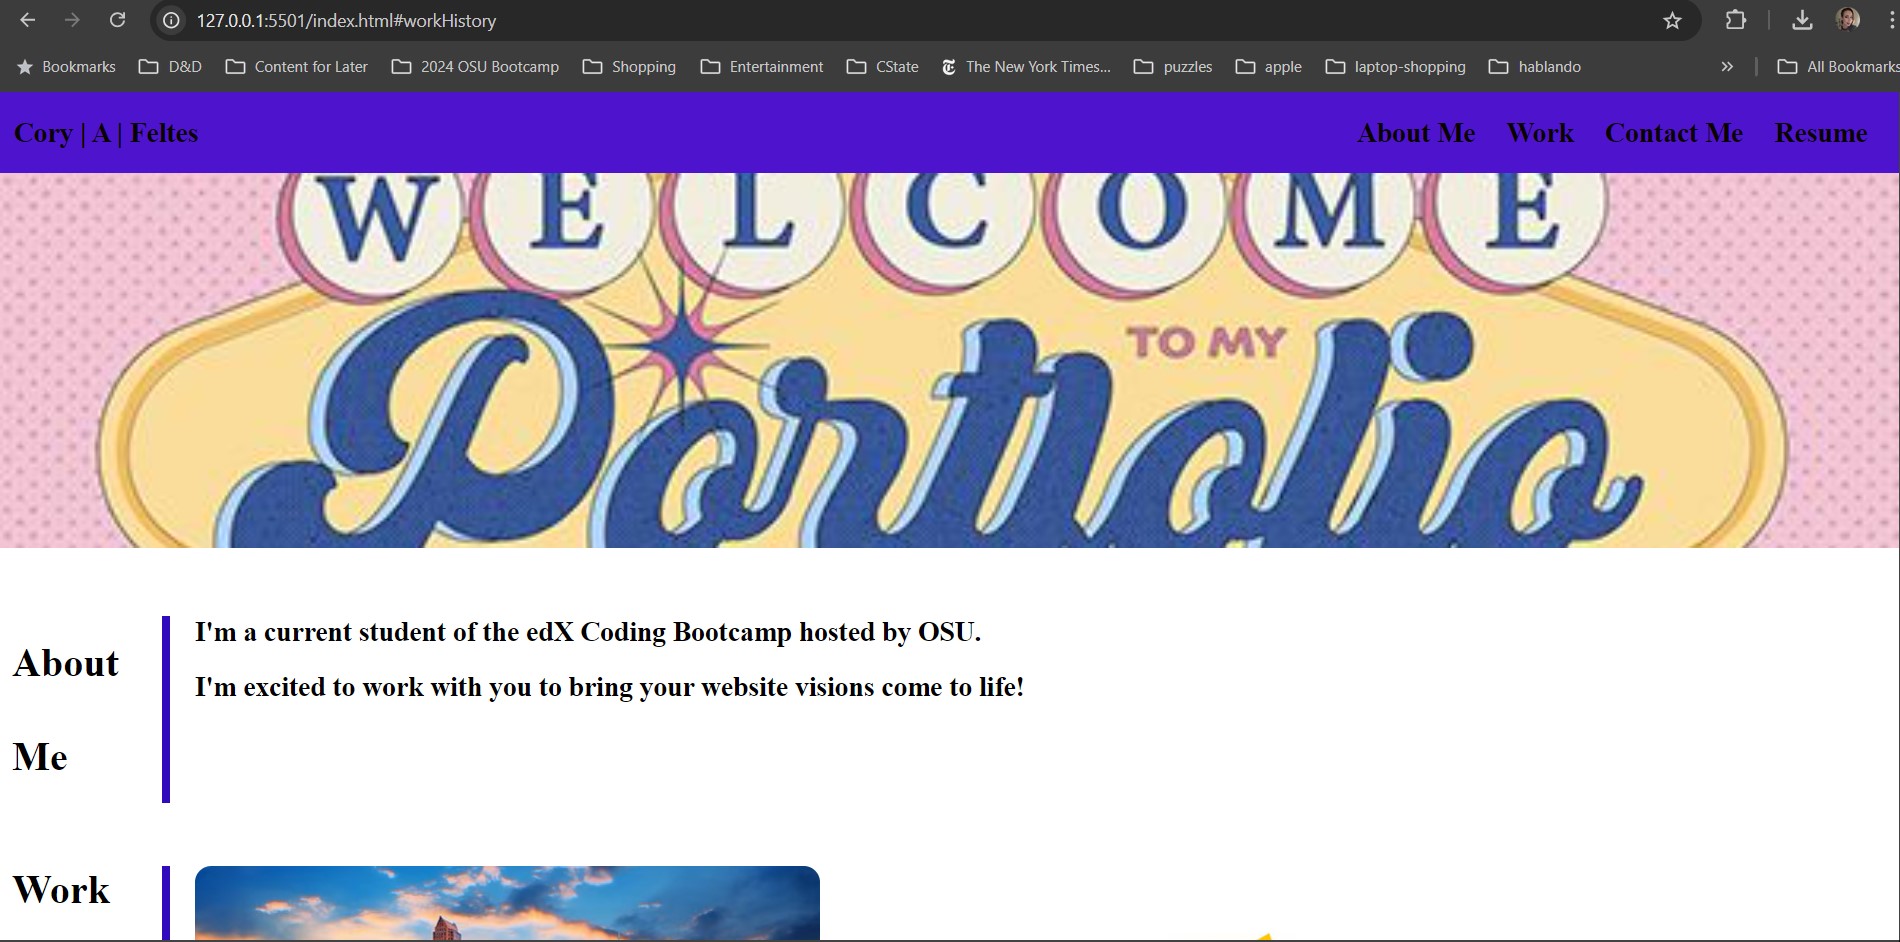 127.0.0.1:5501/index.html#workHistory
Bookmarks D&D Content for Later 2024 OSU Bootcamp Shopping Entertainment CState The New York Times... puzzles apple laptop-shopping hablando » All Bookmarks
Cory | A | Feltes About Me Work Contact Me Resume
WELCOME
TO MY
Portfolio
About
Me
I'm a current student of the edX Coding Bootcamp hosted by OSU.
I'm excited to work with you to bring your website visions come to life!
Work